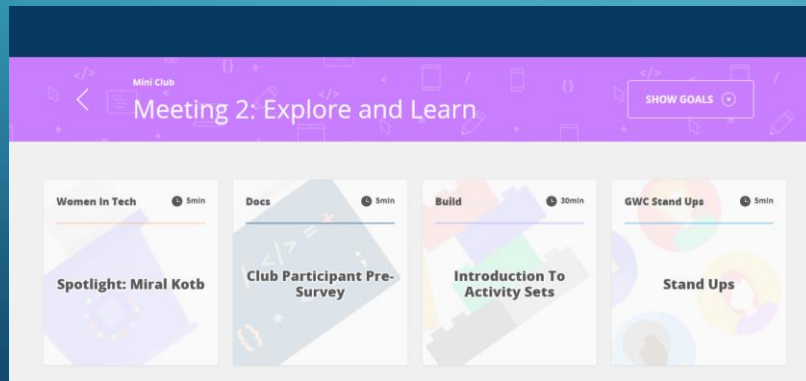 Mini Club
Meeting 2: Explore and Learn
SHOW GOALS
Women In Tech 5min
Spotlight: Miral Kotb
Docs 5min
Club Participant Pre-
Survey
Build 30min
Introduction To
Activity Sets
GWC Stand Ups 5min
Stand Ups